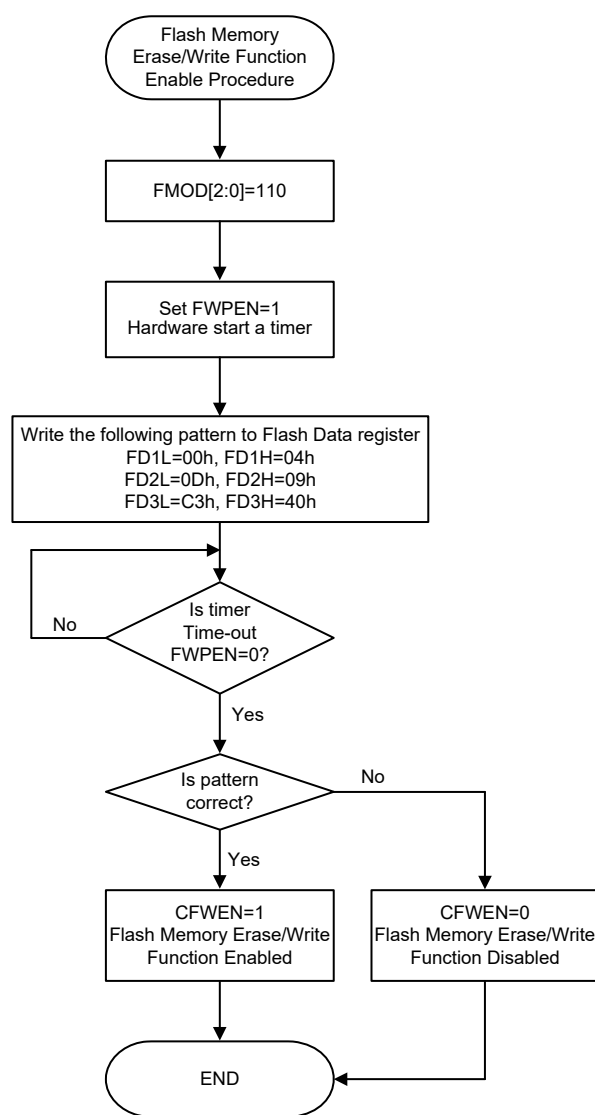 Flash Memory
Erase/Write Function
Enable Procedure
FMOD[2:0]=110
Set FWPEN=1
Hardware start a timer
Write the following pattern to Flash Data register
FD1L=00h, FD1H=04h
FD2L=0Dh, FD2H=09h
FD3L=C3h, FD3H=40h
Is timer
Time-out
FWPEN=0?
No
Yes
Is pattern
correct?
No
Yes
CFWEN=1
Flash Memory Erase/Write
Function Enabled
CFWEN=0
Flash Memory Erase/Write
Function Disabled
END